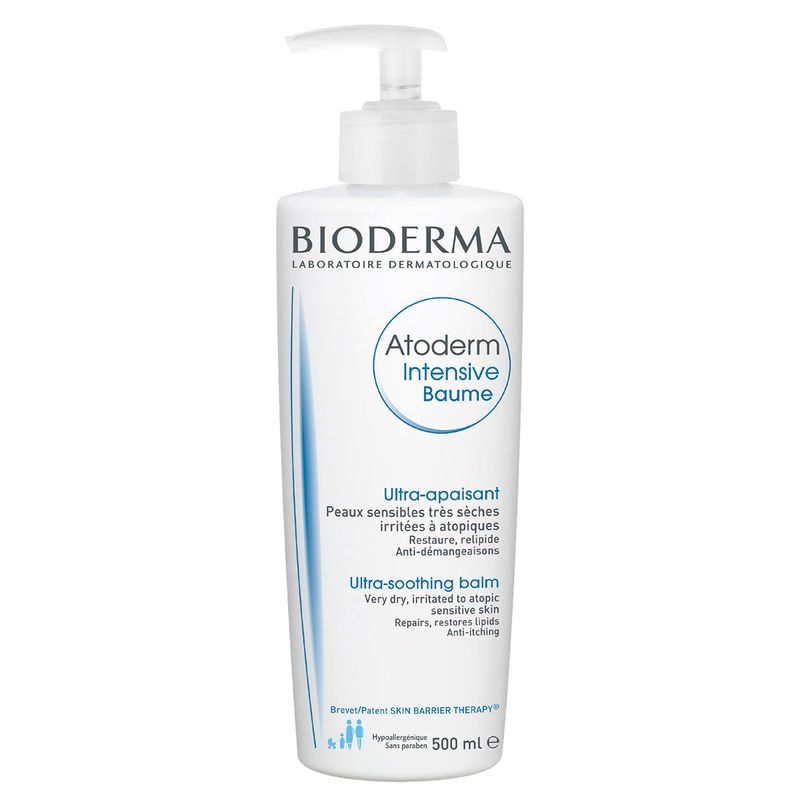 BIODERMA
LABORATOIRE DERMATOLOGIQUE
Atoderm
Intensive
Baume
Ultra-apaisant
Peaux sensibles très sèches
irritées à atopiques
Restaure, relipide
Anti-démangeaisons
Ultra-soothing balm
Very dry, irritated to atopic
sensitive skin
Repairs, restores lipids
Anti-itching
Brevet/Patent SKIN BARRIER THERAPY®
Hypoallergénique
Sans paraben
500 ml ℮